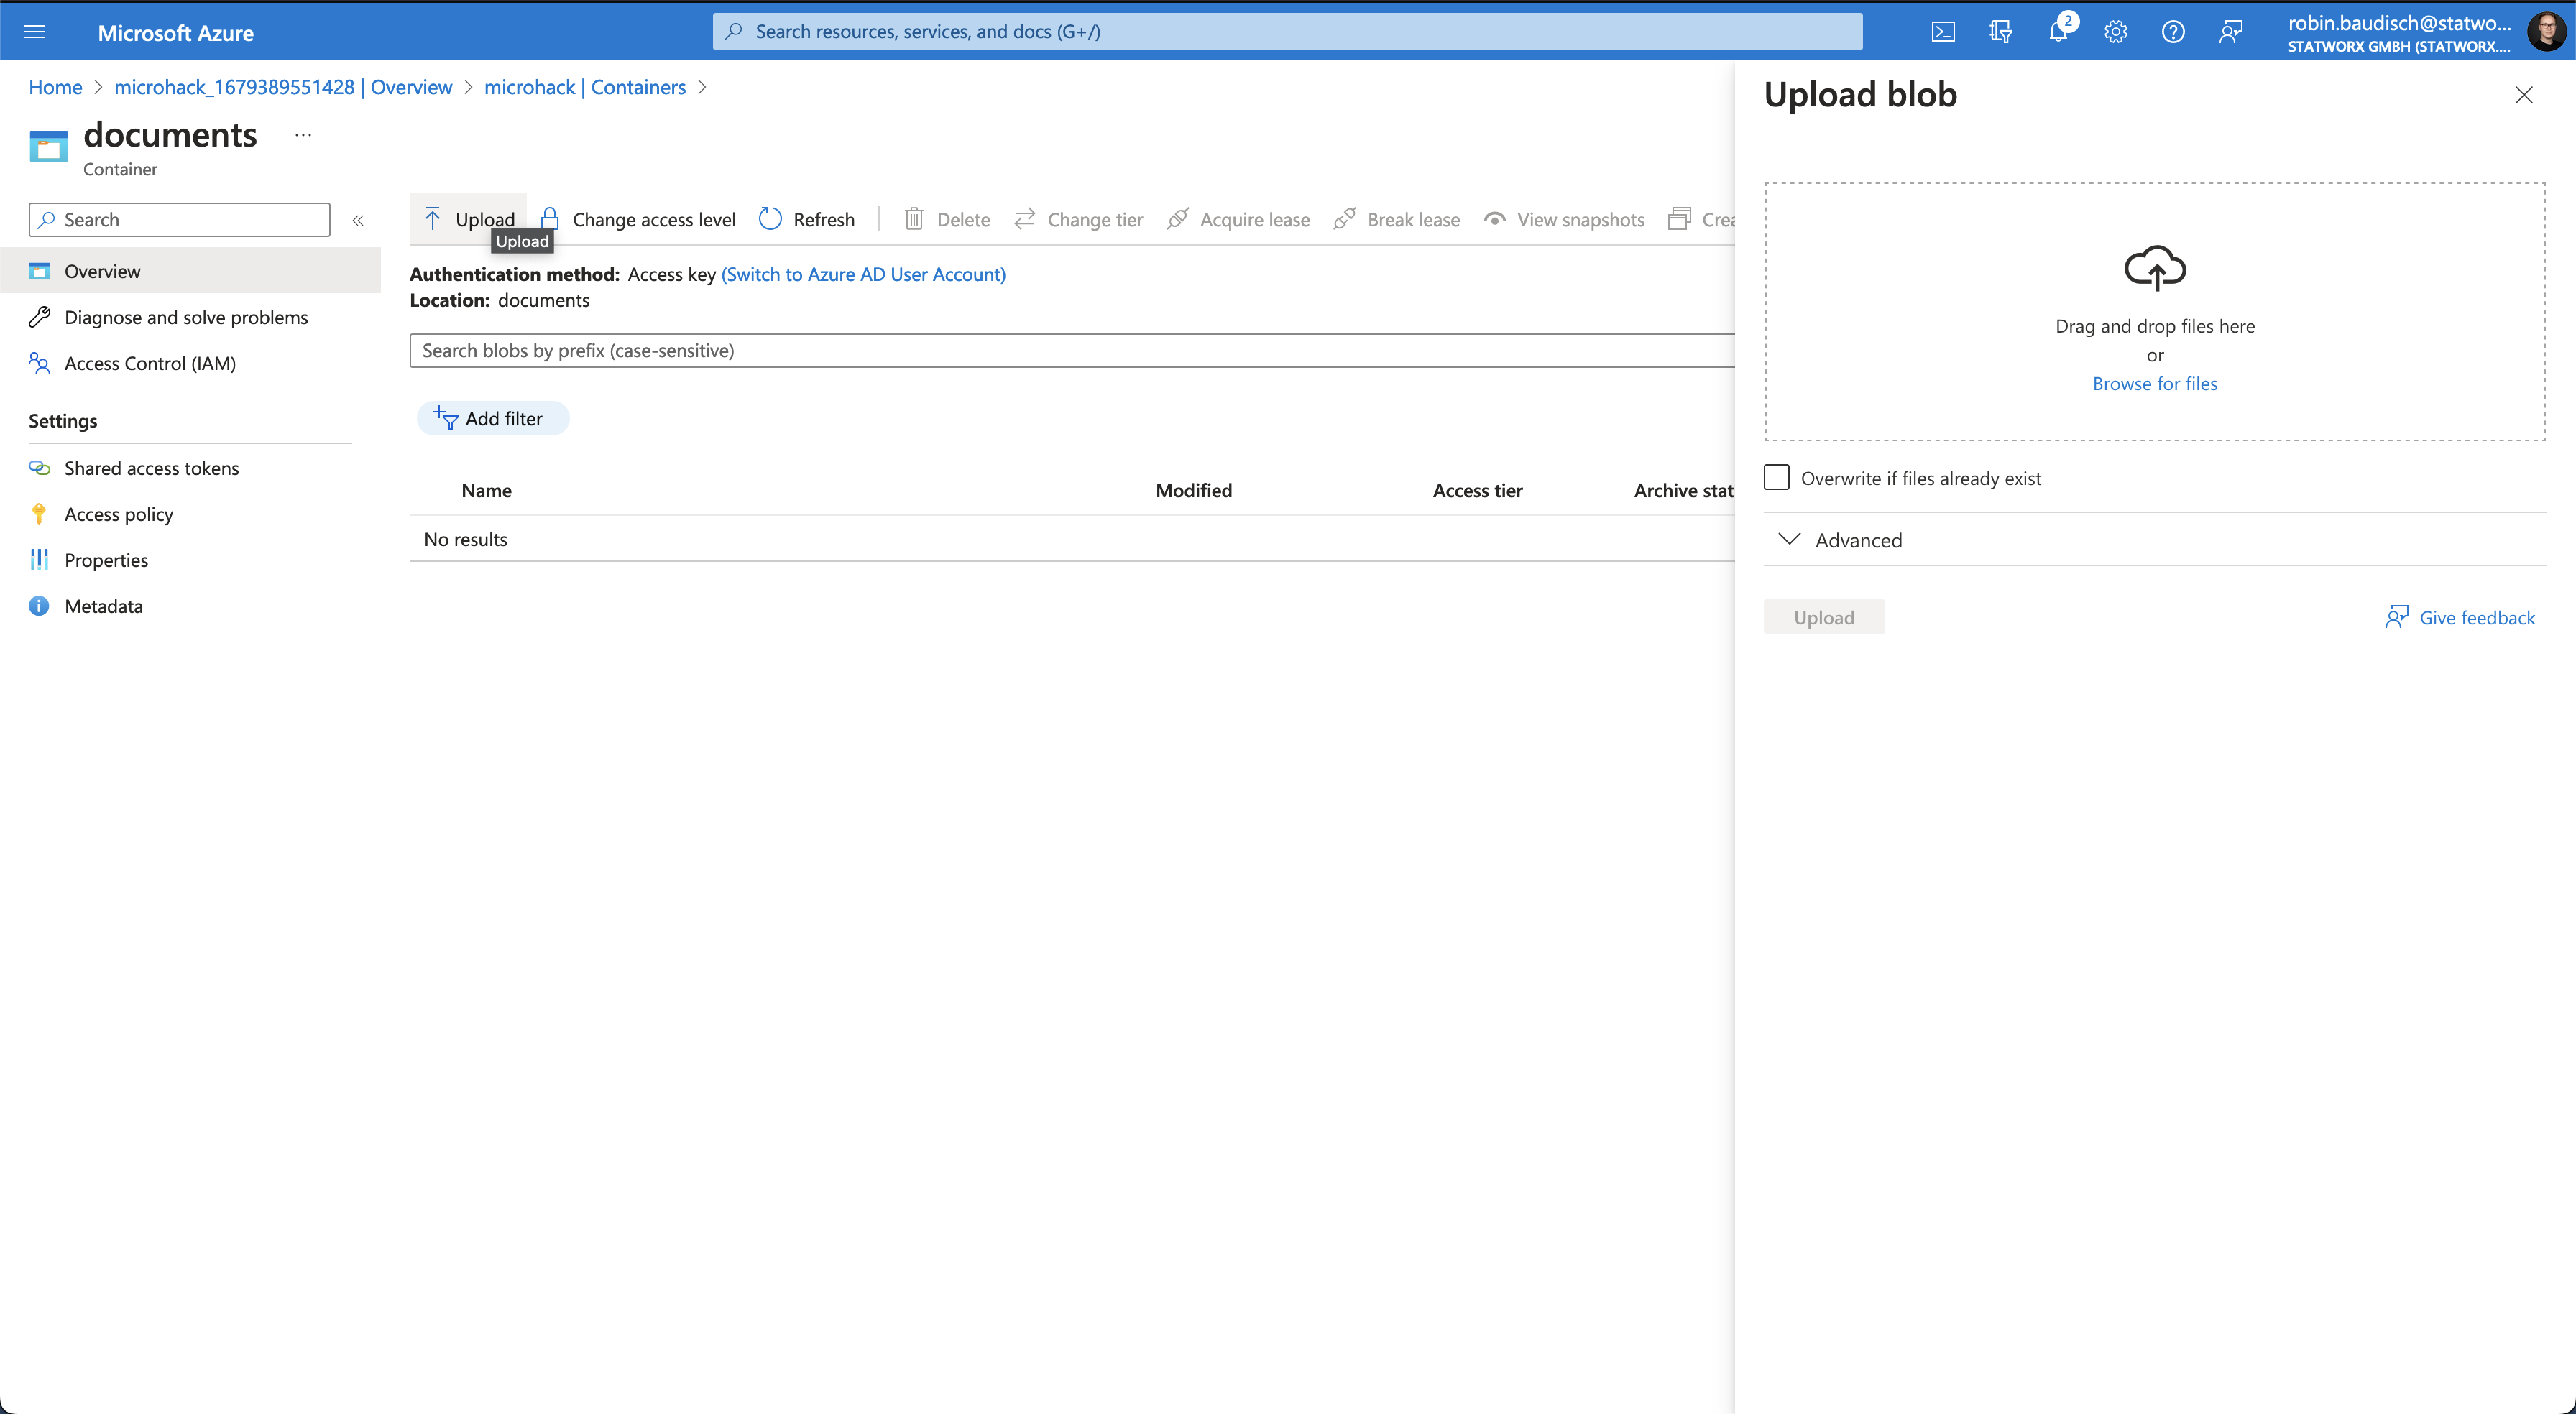 Microsoft Azure
Search resources, services, and docs (G+/)
2
robin.baudisch@statwo...
STATWORX GMBH (STATWORX....
Home > microhack_1679389551428 | Overview > microhack | Containers >
documents ...
Container
Search
«
Overview
Diagnose and solve problems
Access Control (IAM)
Settings
Shared access tokens
Access policy
Properties
Metadata
Upload
Change access level
Refresh
Delete
Change tier
Acquire lease
Break lease
View snapshots
Crea
Upload
Authentication method: Access key (Switch to Azure AD User Account)
Location: documents
Search blobs by prefix (case-sensitive)
Add filter
Name Modified Access tier Archive stat
No results
Upload blob
Drag and drop files here
or
Browse for files
Overwrite if files already exist
Advanced
Upload
Give feedback